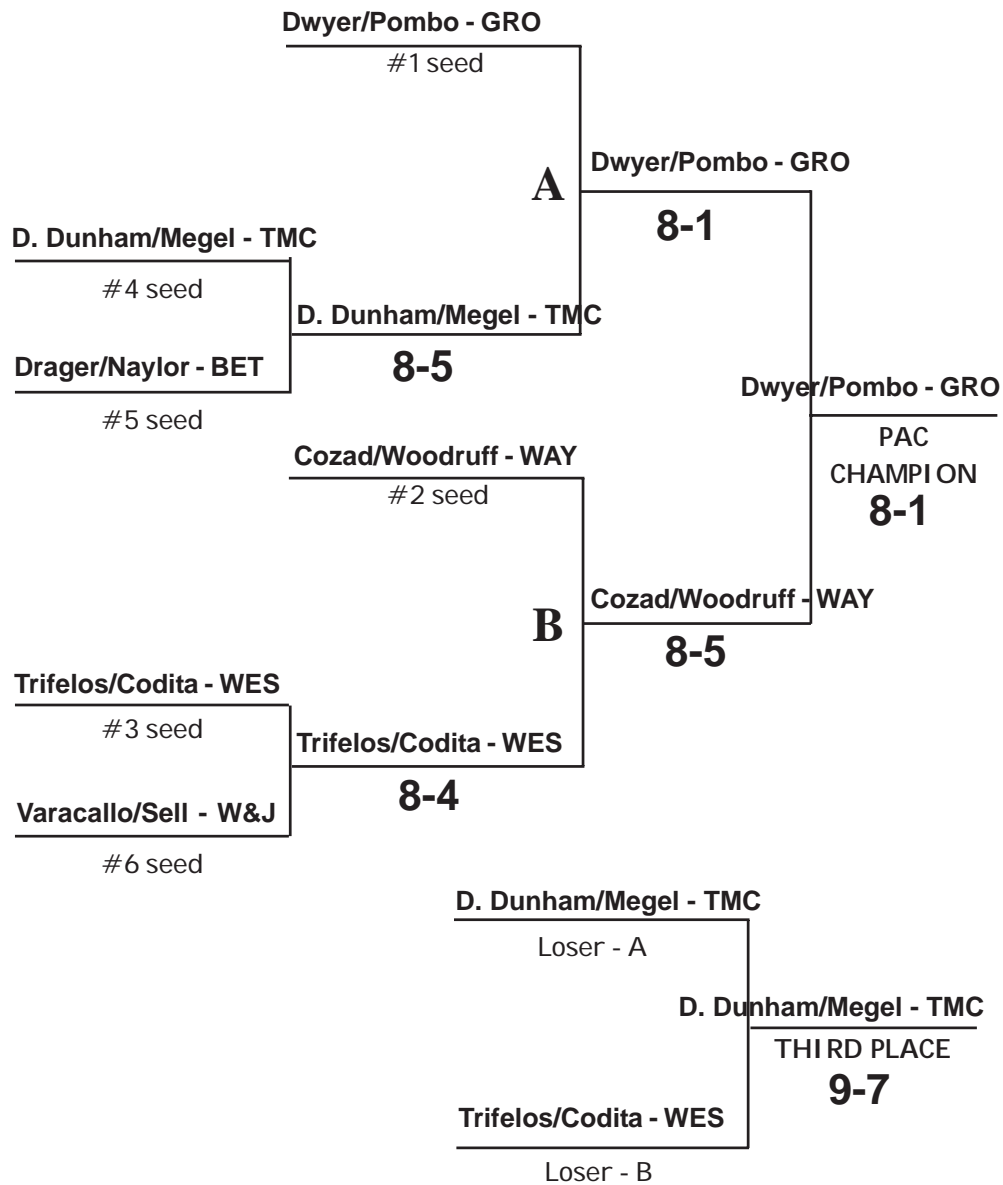 Dwyer/Pombo - GRO
#1 seed
A
Dwyer/Pombo - GRO
8-1
D. Dunham/Megel - TMC
#4 seed
D. Dunham/Megel - TMC
8-5
Drager/Naylor - BET
#5 seed
Dwyer/Pombo - GRO
PAC
CHAMPION
8-1
Cozad/Woodruff - WAY
#2 seed
B
Cozad/Woodruff - WAY
8-5
Trifelos/Codita - WES
#3 seed
Trifelos/Codita - WES
8-4
Varacallo/Sell - W&J
#6 seed
D. Dunham/Megel - TMC
Loser - A
D. Dunham/Megel - TMC
THIRD PLACE
9-7
Trifelos/Codita - WES
Loser - B